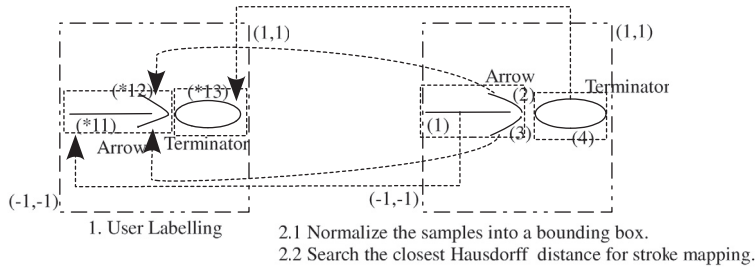 (1,1)
(1,1)
Arrow
Terminator
(*12)
(*13)
(2)
(*11)
(1)
(3)
(4)
Arrow
Terminator
(-1,-1)
(-1,-1)
1. User Labelling
2.1 Normalize the samples into a bounding box.
2.2 Search the closest Hausdorff distance for stroke mapping.